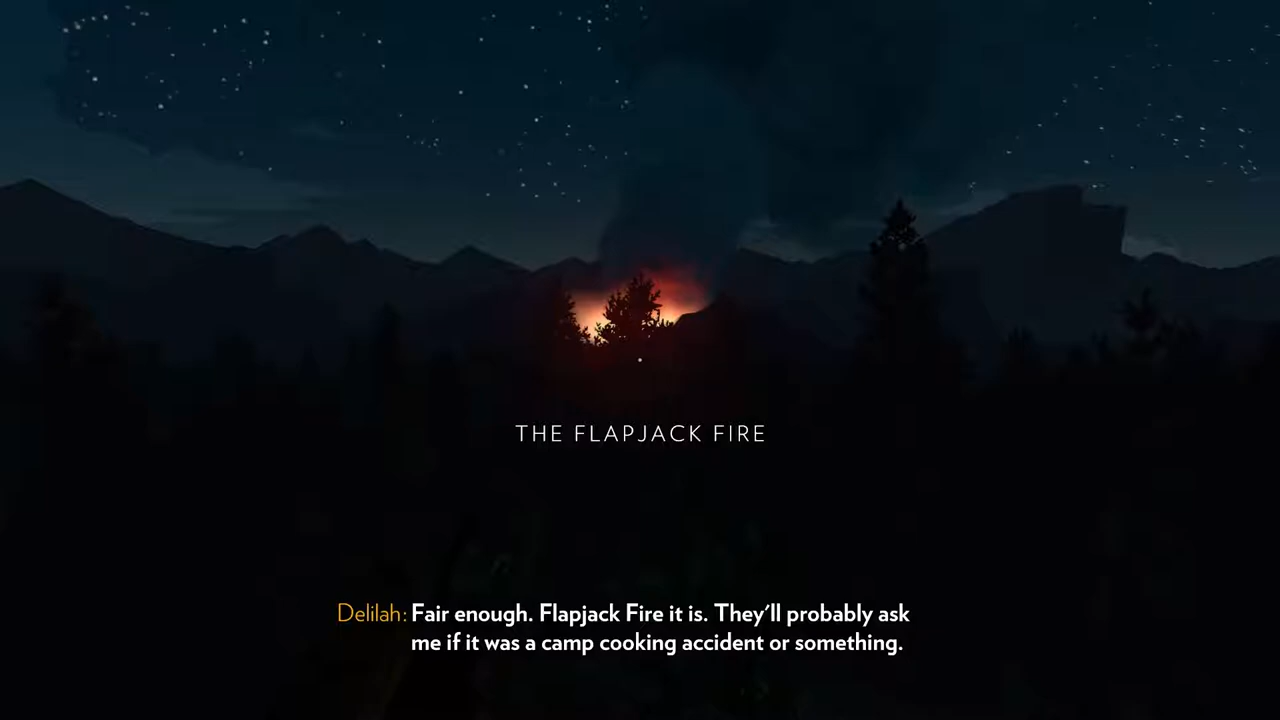 THE FLAPJACK FIRE
Delilah: Fair enough. Flapjack Fire it is. They'll probably ask
me if it was a camp cooking accident or something.